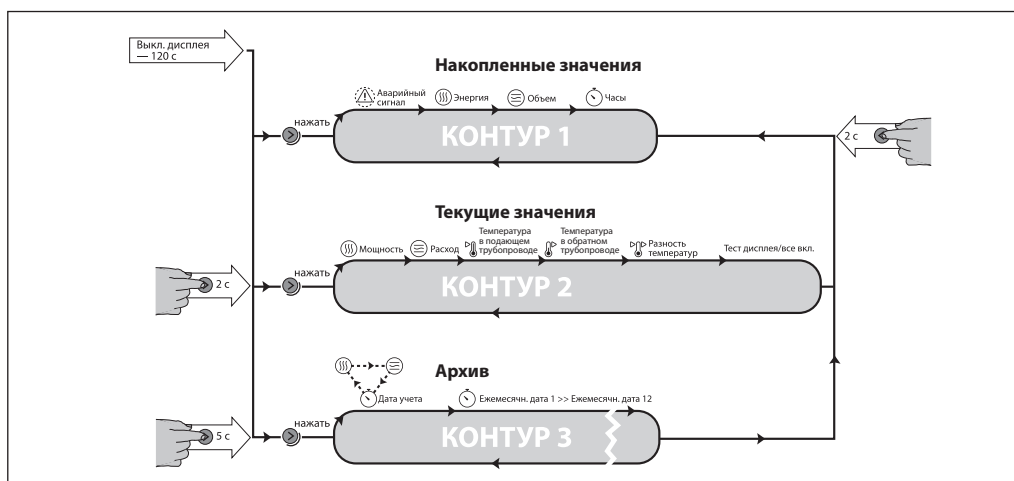 Выкл. дисплея
— 120 с
Накопленные значения
Аварийный
сигнал
Энергия
Объем
Часы
нажать
КОНТУР 1
2 с
Текущие значения
Мощность
Расход
Температура
в подающем
трубопроводе
Температура
в обратном
трубопроводе
Разность
температур
Тест дисплея/все вкл.
2 с
нажать
КОНТУР 2
Архив
Дата учета
Ежемесячн. дата 1 >> Ежемесячн. дата 12
5 с
нажать
КОНТУР 3